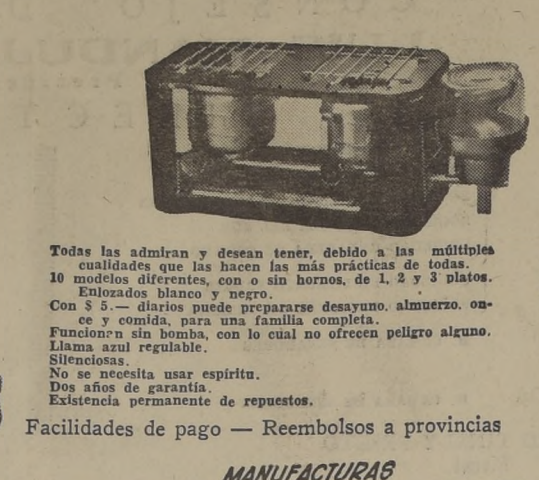 Todas las admiran y desean tener, debido a las múltiples
cualidades que las hacen las más prácticas de todas.
10 modelos diferentes, con o sin hornos, de 1, 2 y 3 platos.
Enlozados blanco y negro.
Con $ 5.— diarios puede prepararse desayuno, almuerzo, on-
ce y comida, para una familia completa.
Funcionan sin bomba, con lo cual no ofrecen peligro alguno.
Llama azul regulable.
Silenciosas.
No se necesita usar espíritu.
Dos años de garantía.
Existencia permanente de repuestos.
Facilidades de pago — Reembolsos a provincias
MANUFACTURAS